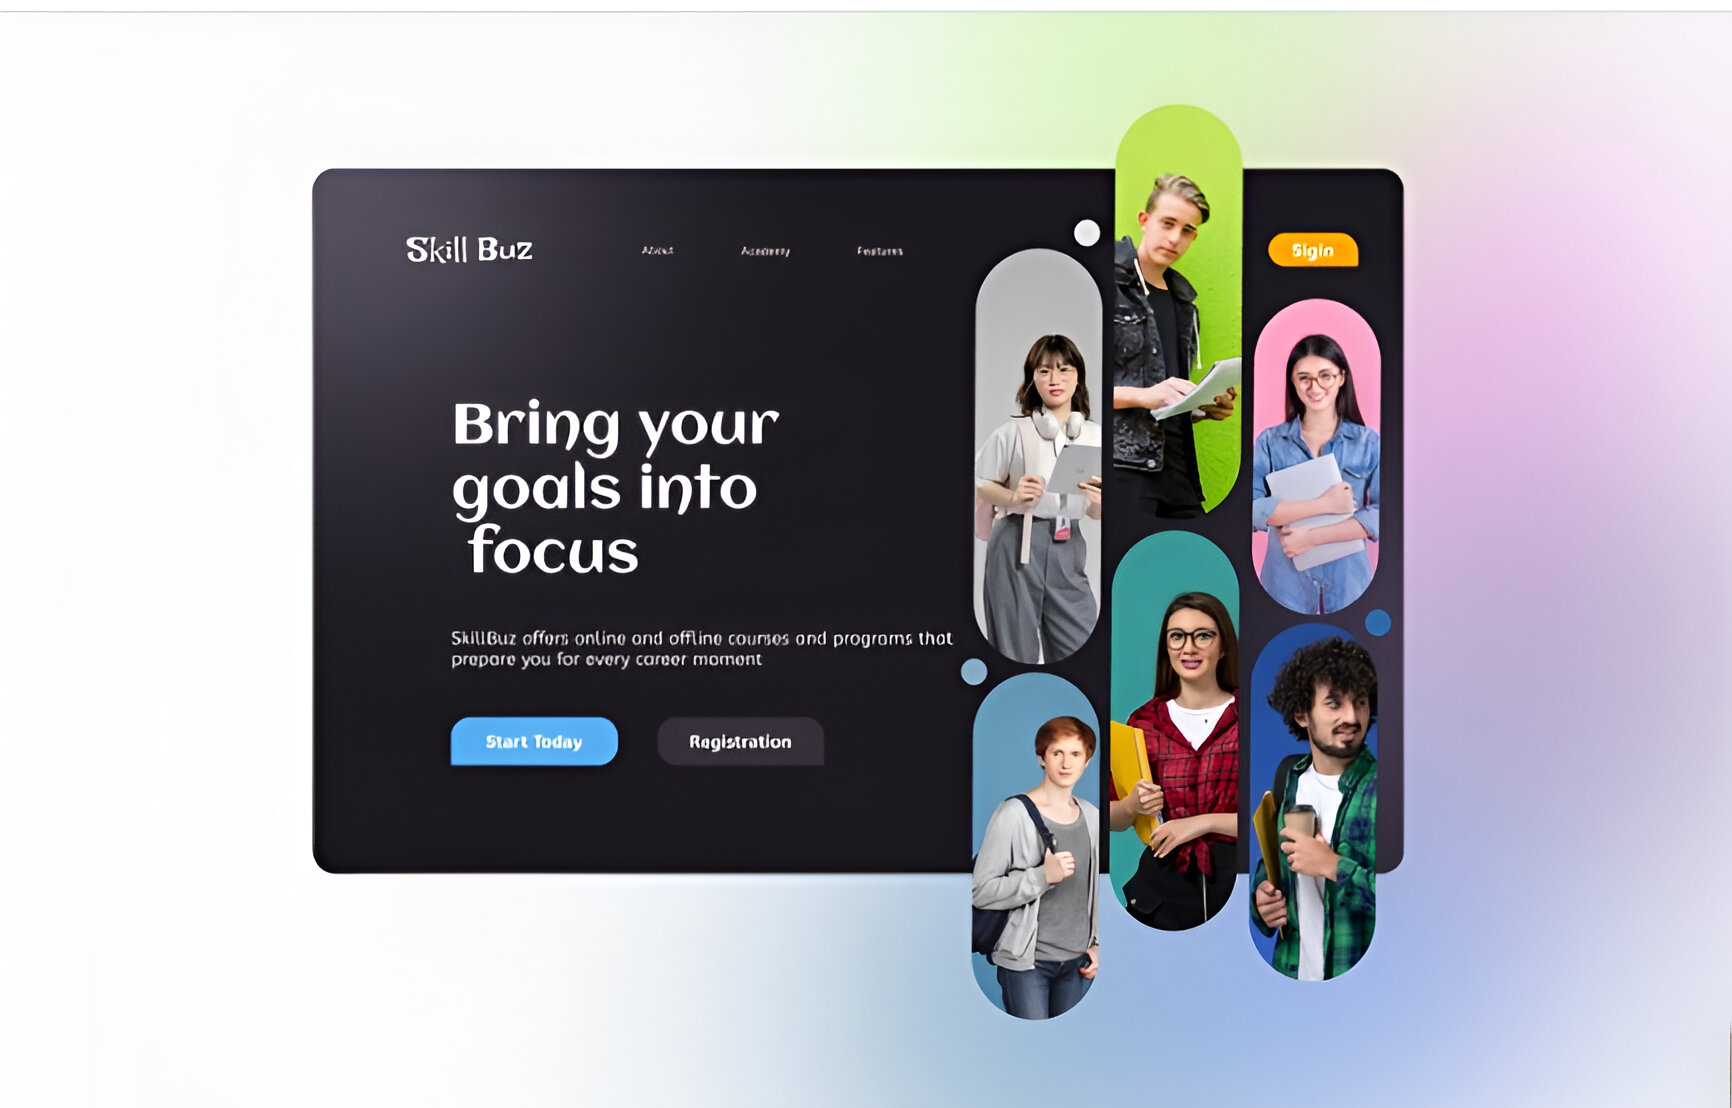 Skill Buz
About
Academy
Features
SigIn
Bring your
goals into
focus
SkillBuz offers online and offline courses and programs that
prepare you for every career moment
Start Today
Registration